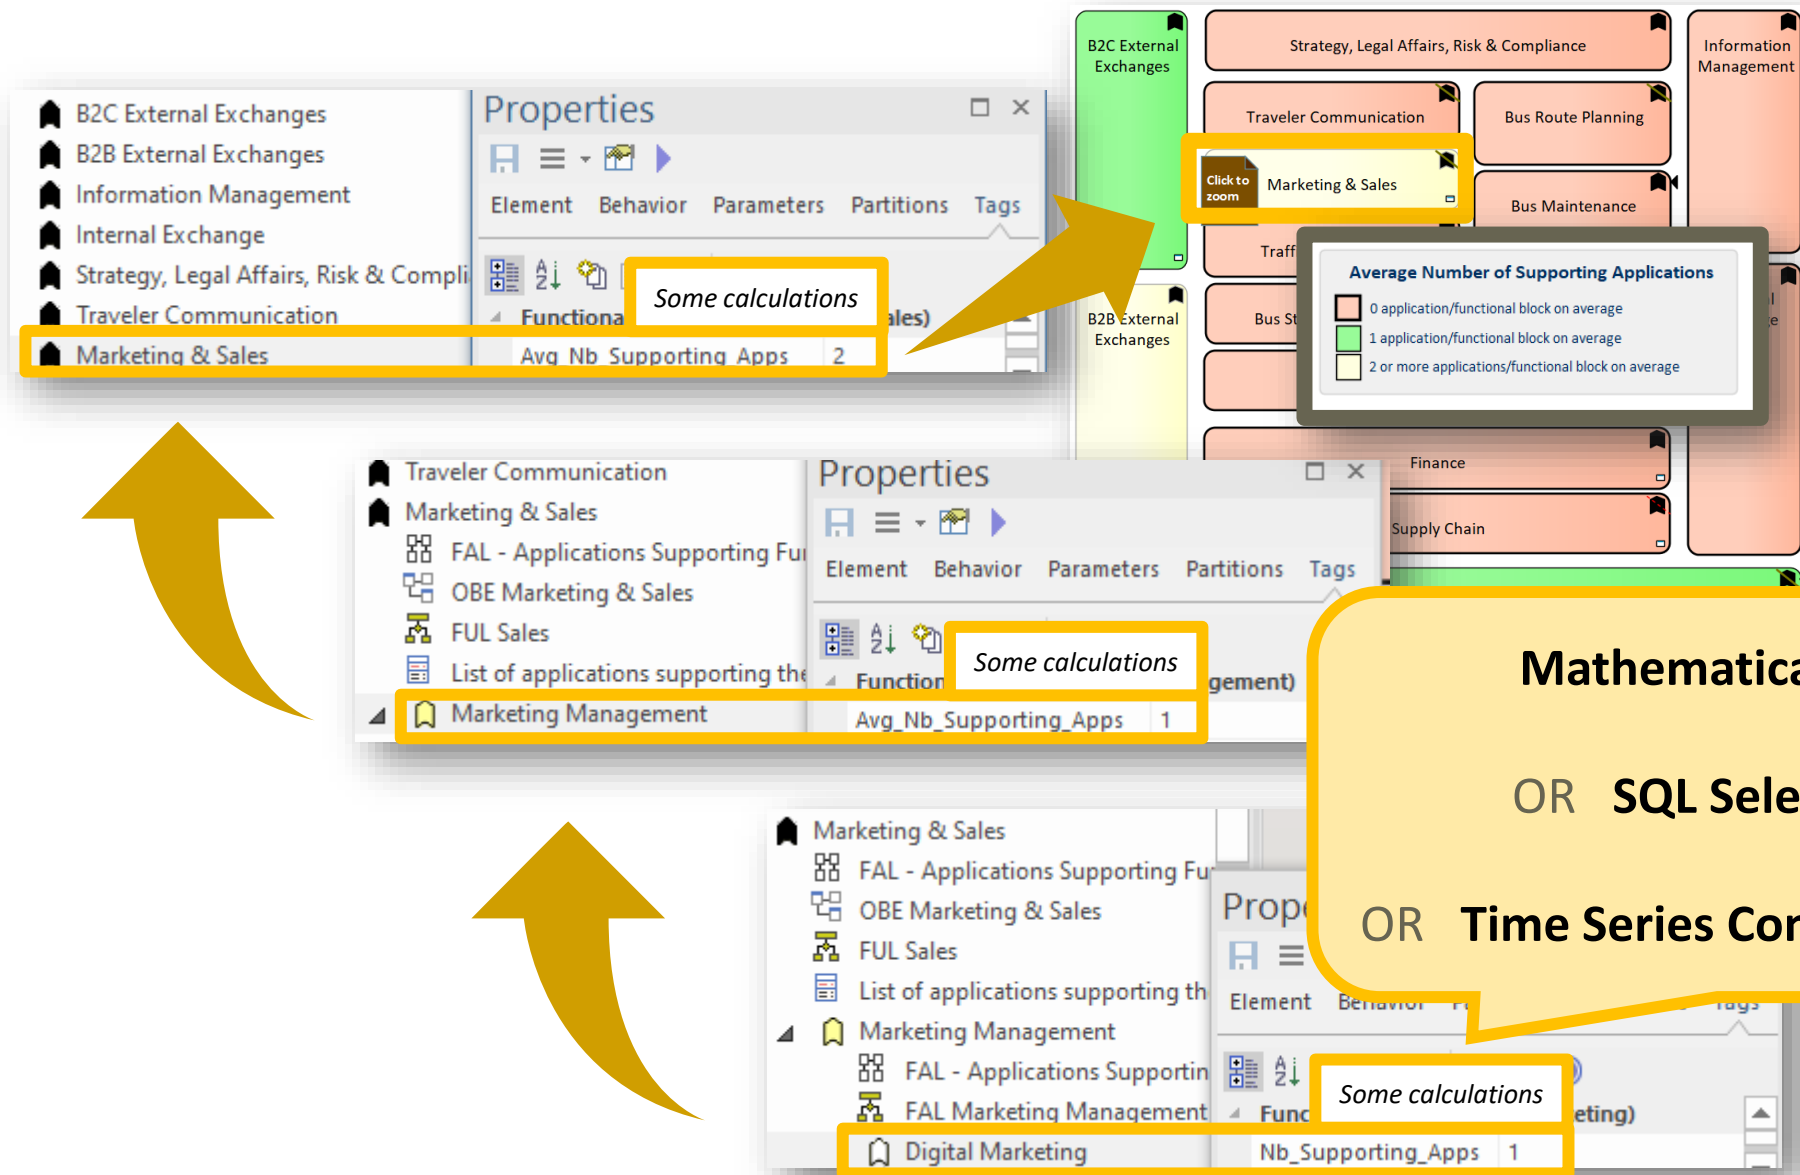 B2C External Exchanges
B2B External Exchanges
Information Management
Internal Exchange
Strategy, Legal Affairs, Risk & Compli
Traveler Communication
Marketing & Sales
Properties
Element Behavior Parameters Partitions Tags
Some calculations
Functiona ales)
Avg_Nb_Supporting_Apps 2
B2C External
Exchanges
Strategy, Legal Affairs, Risk & Compliance
Information
Management
Traveler Communication
Bus Route Planning
Click to
zoom
Marketing & Sales
Bus Maintenance
Traff
B2B External
Exchanges
Bus St
Average Number of Supporting Applications
0 application/functional block on average
1 application/functional block on average
2 or more applications/functional block on average
Finance
Supply Chain
Traveler Communication
Marketing & Sales
FAL - Applications Supporting Fu
OBE Marketing & Sales
FUL Sales
List of applications supporting the
Marketing Management
Properties
Element Behavior Parameters Partitions Tags
Some calculations
Function gement)
Avg_Nb_Supporting_Apps 1
Mathematica
OR SQL Sele
OR Time Series Co
Marketing & Sales
FAL - Applications Supporting Fu
OBE Marketing & Sales
FUL Sales
List of applications supporting th
Marketing Management
FAL - Applications Supportin
FAL Marketing Management
Digital Marketing
Prop
Element Behavior Tags
Some calculations
Func eting)
Nb_Supporting_Apps 1